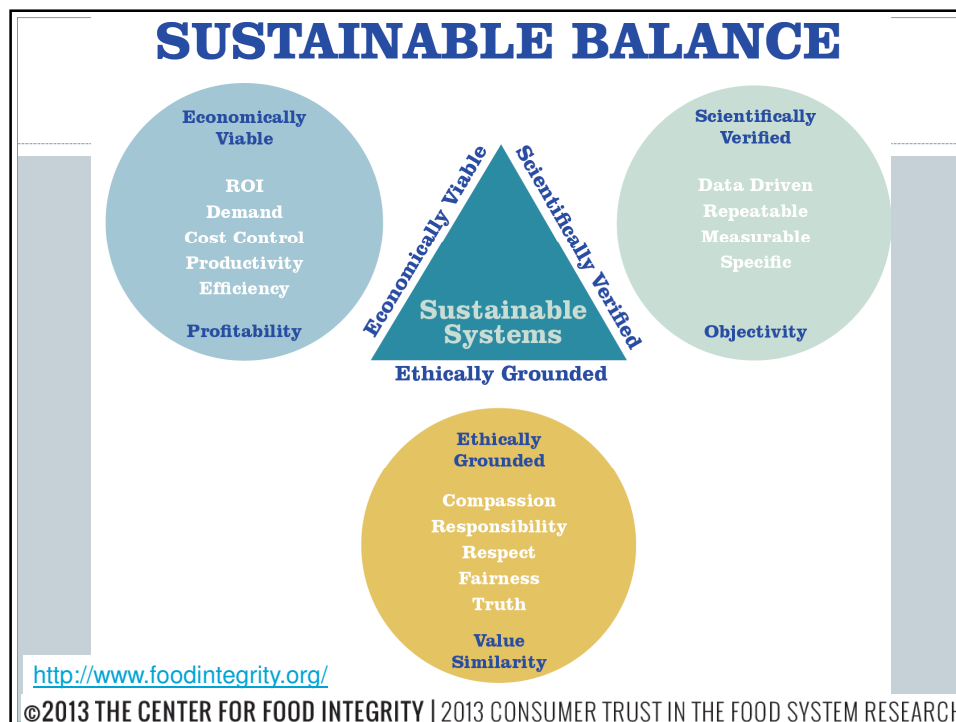 SUSTAINABLE BALANCE
Economically
Viable
ROI
Demand
Cost Control
Productivity
Efficiency
Profitability
Economically Viable
Scientifically Verified
Sustainable
Systems
Ethically Grounded
Scientifically
Verified
Data Driven
Repeatable
Measurable
Specific
Objectivity
Ethically
Grounded
Compassion
Responsibility
Respect
Fairness
Truth
Value
Similarity
http://www.foodintegrity.org/
©2013 THE CENTER FOR FOOD INTEGRITY | 2013 CONSUMER TRUST IN THE FOOD SYSTEM RESEARCH